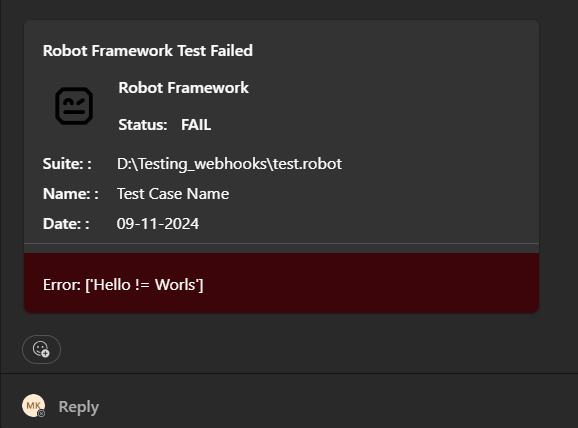 Robot Framework Test Failed
Robot Framework
Status: FAIL
Suite: : D:\Testing_webhooks\test.robot
Name: : Test Case Name
Date: : 09-11-2024
Error: ['Hello != Worls']
MK Reply